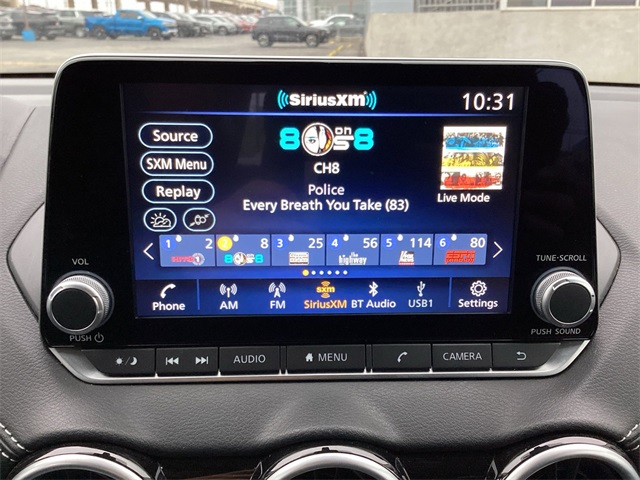 SiriusXM
10:31
Source
SXM Menu
Replay
80s on 8
CH8
Police
Every Breath You Take (83)
Live Mode
1 2
8
3 25
4 56
5 114
6 80
the highway
Phone
AM
FM
sxm
SiriusXM
BT Audio
USB1
Settings
VOL
PUSH
TUNE·SCROLL
PUSH SOUND
AUDIO
MENU
CAMERA